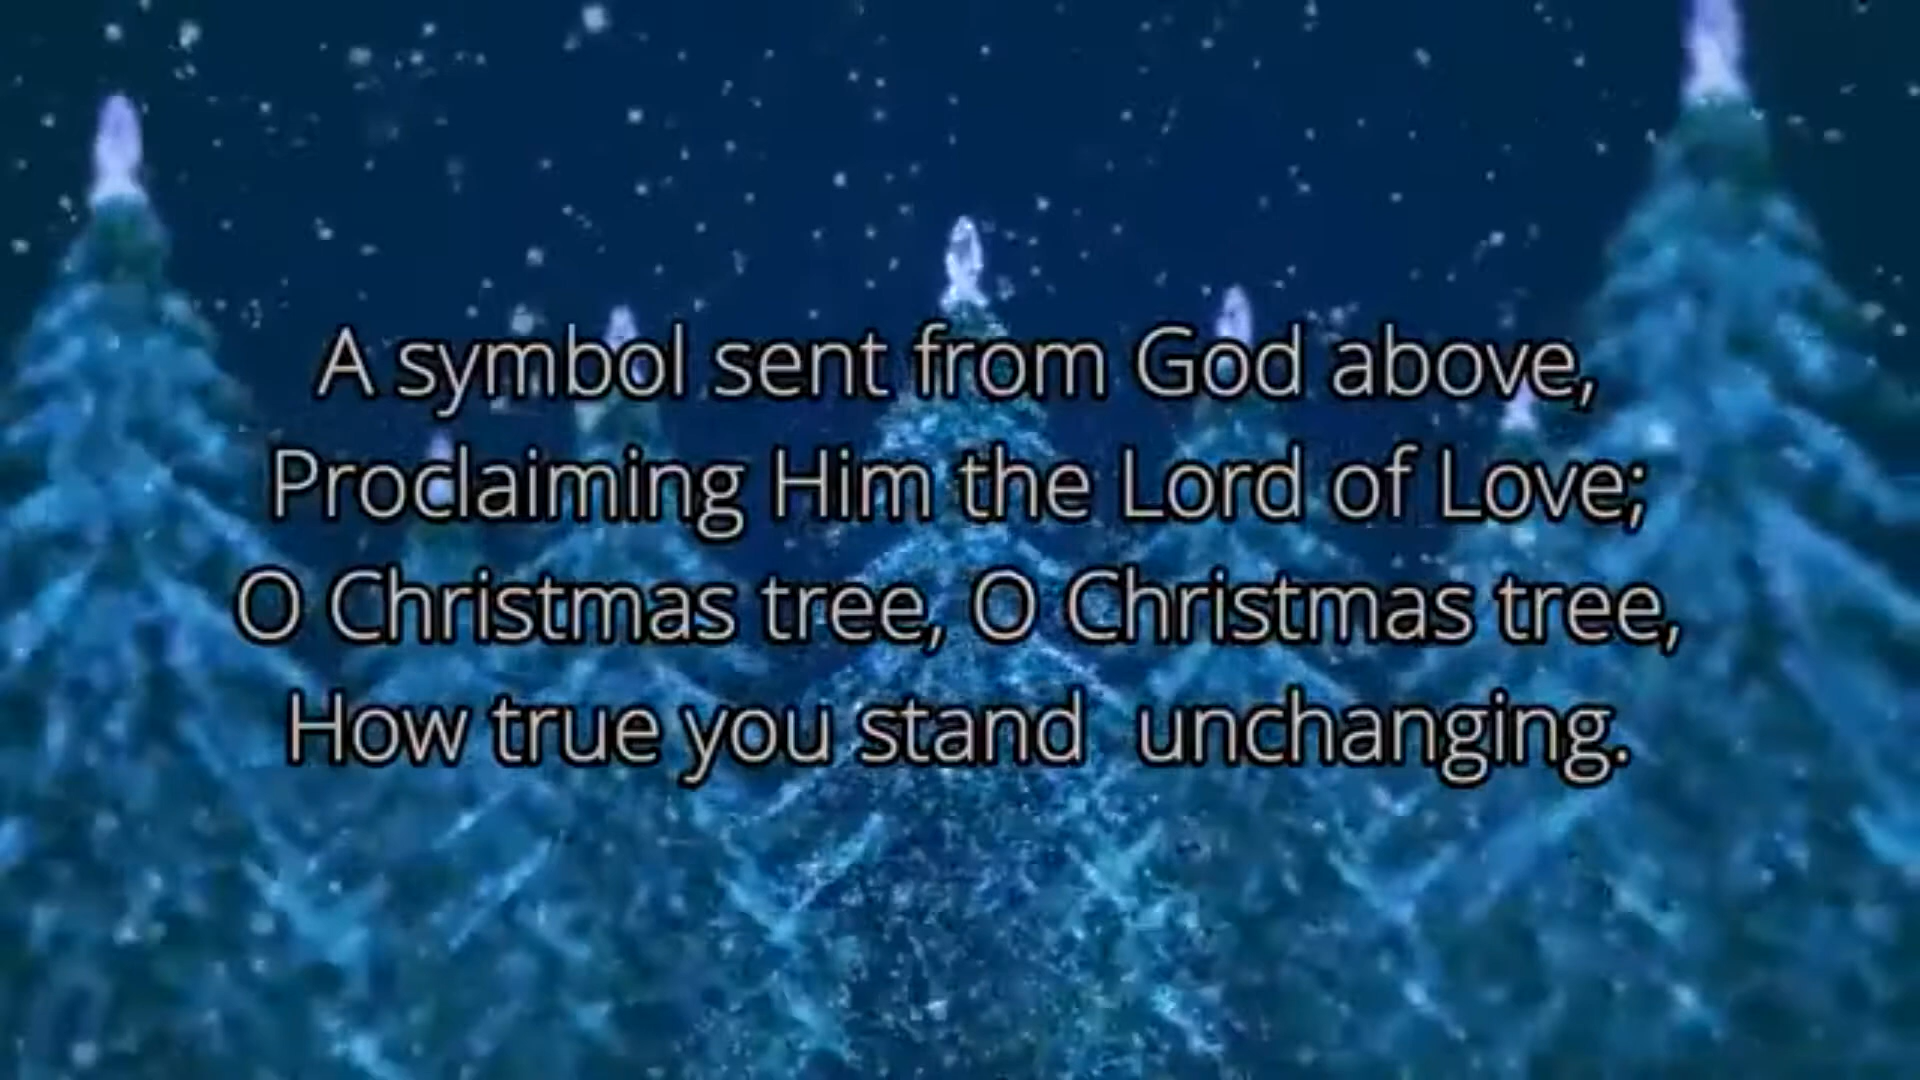 A symbol sent from God above,
Proclaiming Him the Lord of Love;
O Christmas tree, O Christmas tree,
How true you stand  unchanging.